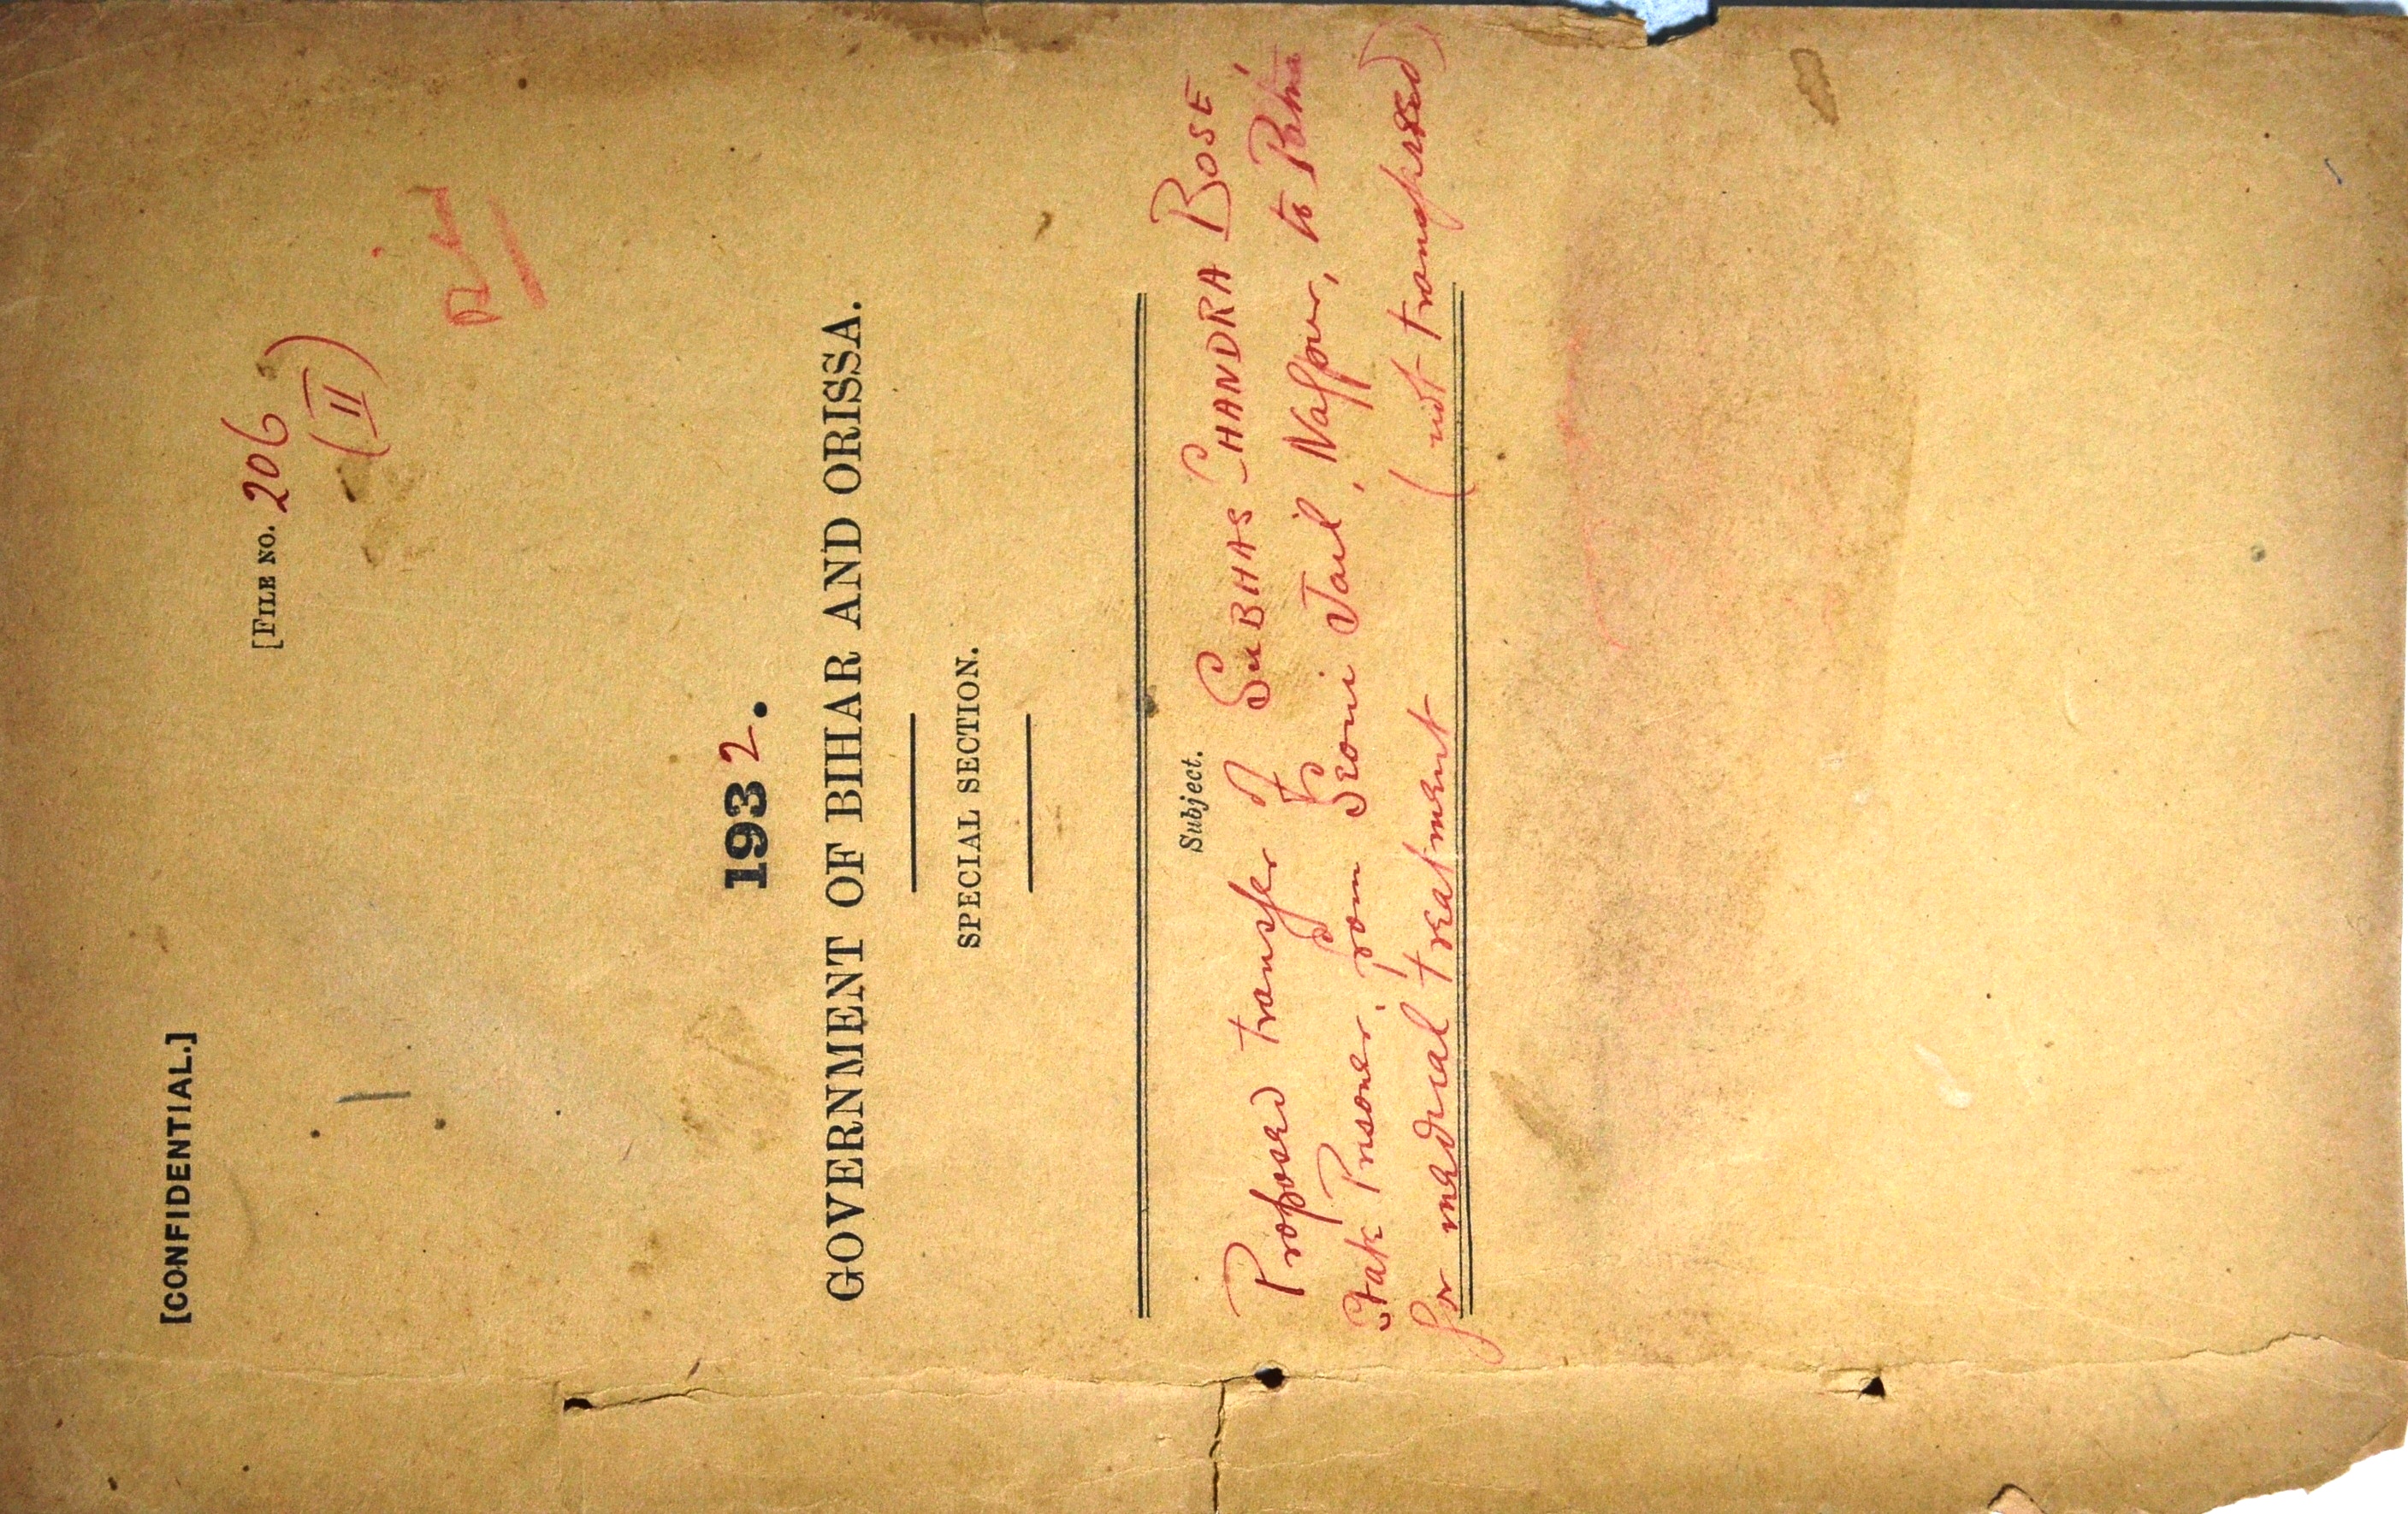 [CONFIDENTIAL.]
[FILE NO. 206
(II)
1932.
GOVERNMENT OF BIHAR AND ORISSA.
SPECIAL SECTION.
Subject.
Proposed transfer of SUBHAS CHANDRA BOSE,
State Prisoner, from Seoni Jail, Nagpur, to Patna
for medical treatment (not transferred)